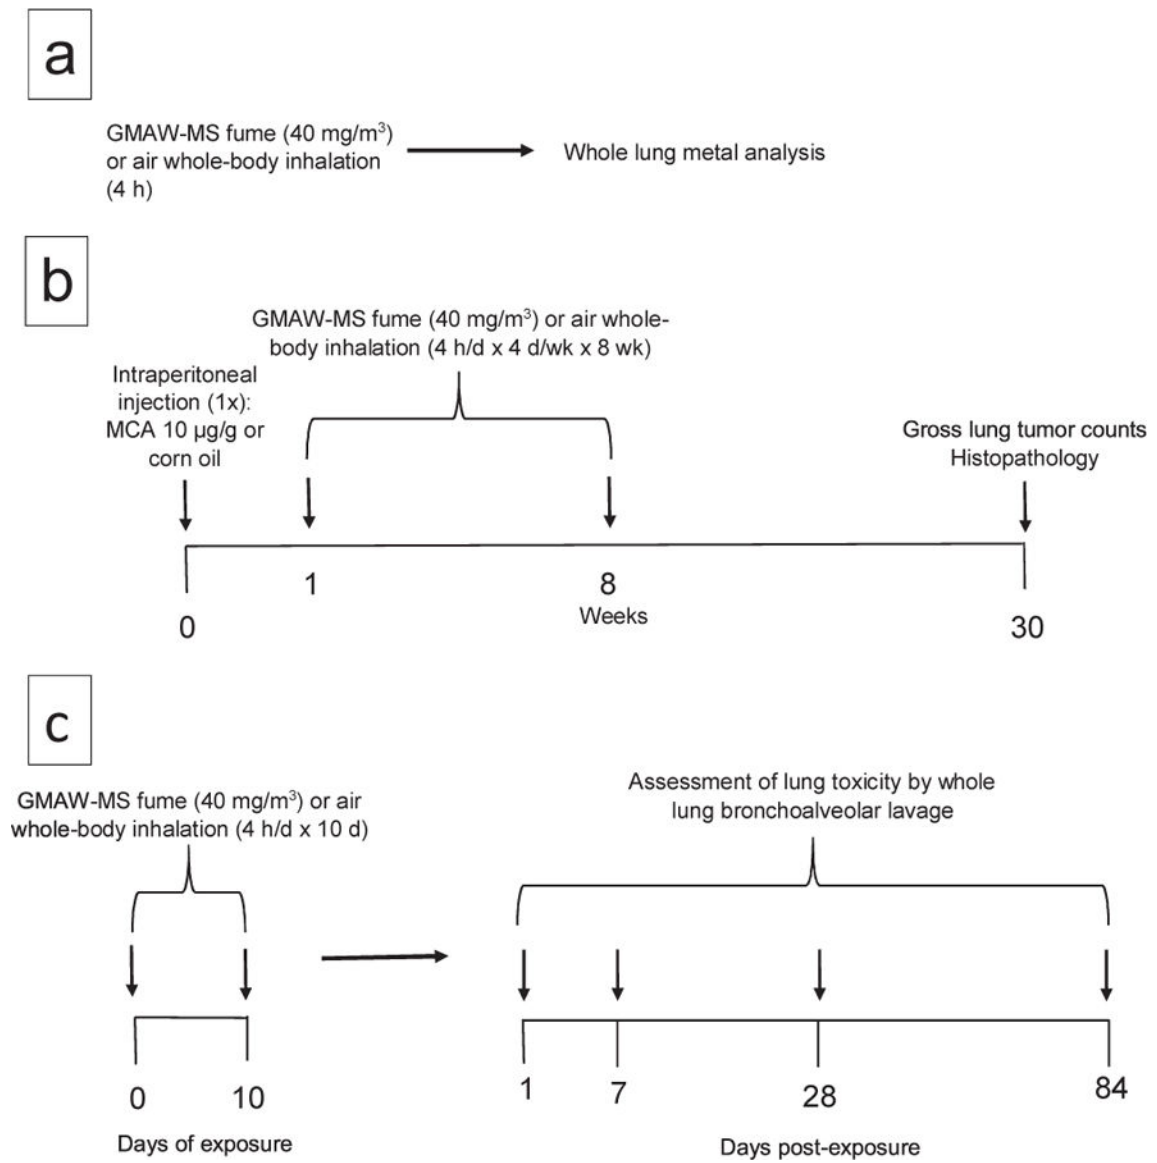 a
GMAW-MS fume (40 mg/m³)
or air whole-body inhalation
(4 h)
Whole lung metal analysis
b
GMAW-MS fume (40 mg/m³) or air whole-
body inhalation (4 h/d x 4 d/wk x 8 wk)
Intraperitoneal
injection (1x):
MCA 10 µg/g or
corn oil
Gross lung tumor counts
Histopathology
1
8
Weeks
0
30
c
GMAW-MS fume (40 mg/m³) or air
whole-body inhalation (4 h/d x 10 d)
Assessment of lung toxicity by whole
lung bronchoalveolar lavage
0 10
Days of exposure
1 7 28 84
Days post-exposure